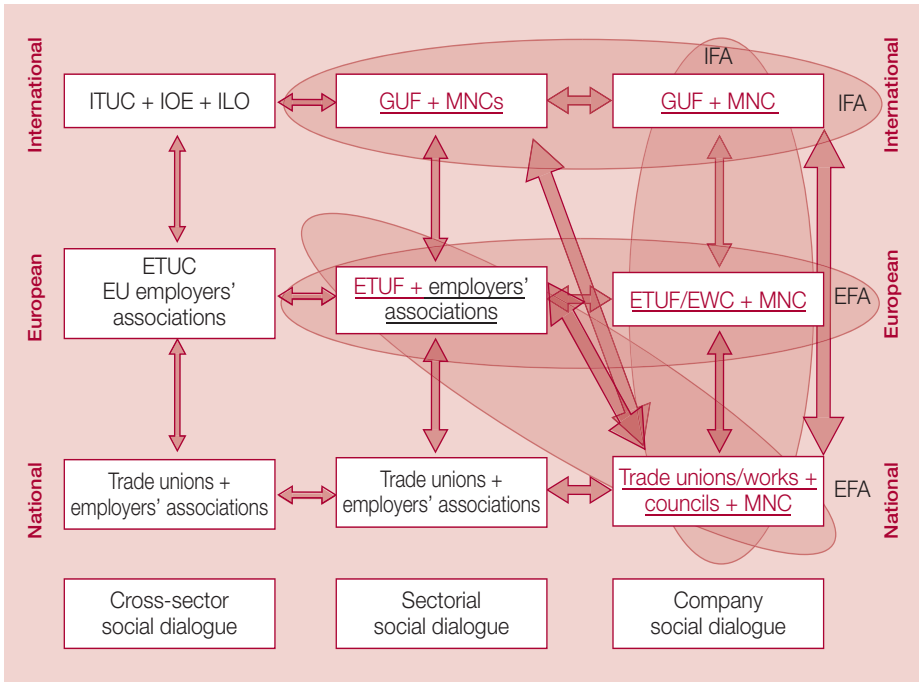 IFA
International
ITUC + IOE + ILO
GUF + MNCs
GUF + MNC
IFA
International
European
ETUC
EU employers’
associations
ETUF + employers’
associations
ETUF/EWC + MNC
EFA
European
National
Trade unions +
employers’ associations
Trade unions +
employers’ associations
Trade unions/works +
councils + MNC
EFA
National
Cross-sector
social dialogue
Sectorial
social dialogue
Company
social dialogue